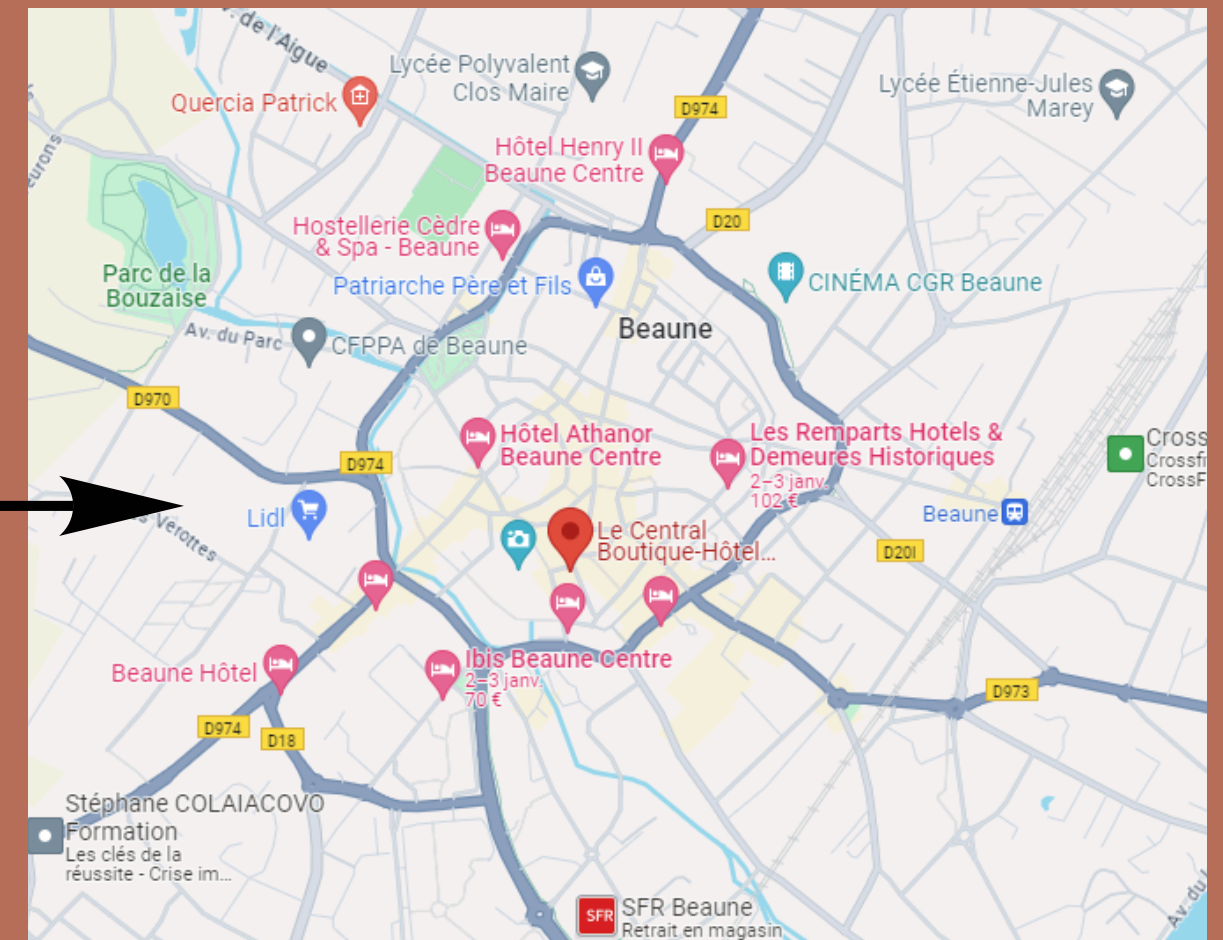 Av. de l'Aigue
Lycée Polyvalent
Clos Maire
Lycée Étienne-Jules
Marey
Quercia Patrick
D974
Hôtel Henry II
Beaune Centre
D20
Hostellerie Cèdre
& Spa - Beaune
Parc de la
Bouzaise
Patriarche Père et Fils
CINÉMA CGR Beaune
Beaune
Av. du Parc
CFPPA de Beaune
D970
Hôtel Athanor
Beaune Centre
Les Remparts Hotels &
Demeures Historiques
2–3 janv.
102 €
Cross
Crossfi
CrossF
D974
Lidl
Verottes
Le Central
Boutique-Hôtel...
Beaune
D20I
Ibis Beaune Centre
2–3 janv.
70 €
Beaune Hôtel
D973
D974
D18
Stéphane COLAIACOVO
Formation
Les clés de la
réussite - Crise im...
SFR
SFR Beaune
Retrait en magasin
Av. du